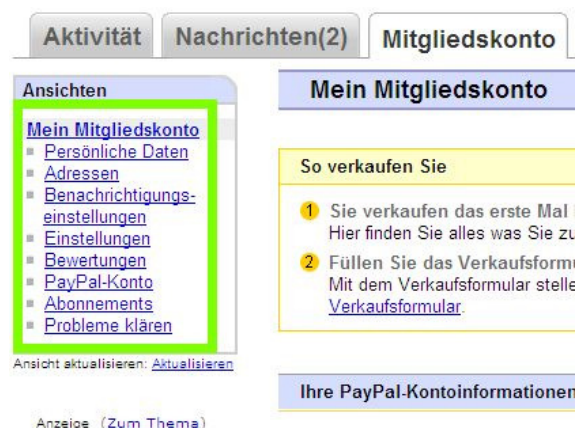 Aktivität Nachrichten(2) Mitgliedskonto
Ansichten
Mein Mitgliedskonto
Persönliche Daten
Adressen
Benachrichtigungs-
einstellungen
Einstellungen
Bewertungen
PayPal-Konto
Abonnements
Probleme klären
Ansicht aktualisieren: Aktualisieren
Anzeige (Zum Thema)
Mein Mitgliedskonto
So verkaufen Sie
1 Sie verkaufen das erste Mal
Hier finden Sie alles was Sie zu
2 Füllen Sie das Verkaufsformu
Mit dem Verkaufsformular stelle
Verkaufsformular.
Ihre PayPal-Kontoinformationen